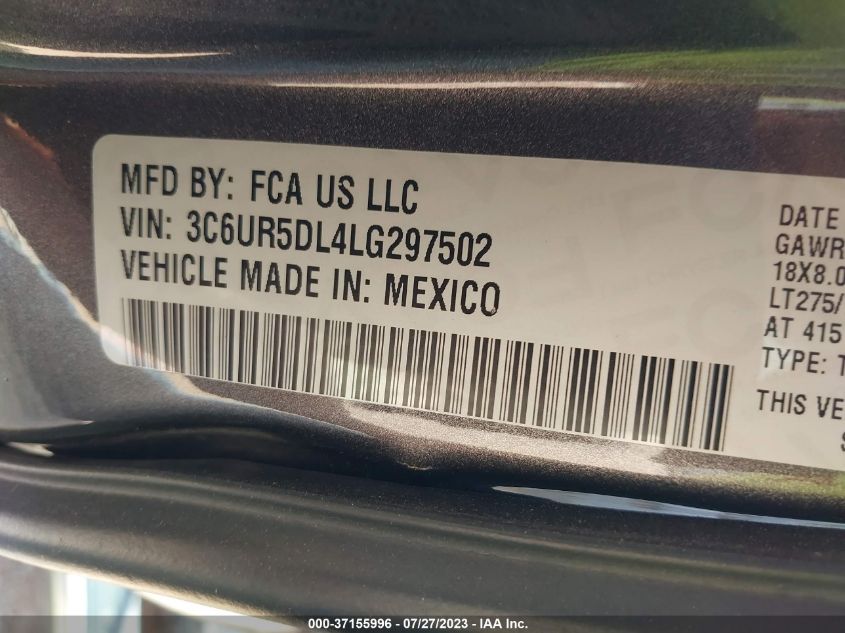 MFD BY: FCA US LLC
VIN: 3C6UR5DL4LG297502
VEHICLE MADE IN: MEXICO
DATE
GAWR
18X8.0
LT275/
AT 415
TYPE: T
THIS VE
S
000-37155996 / 07/27/2023 - IAA Inc.